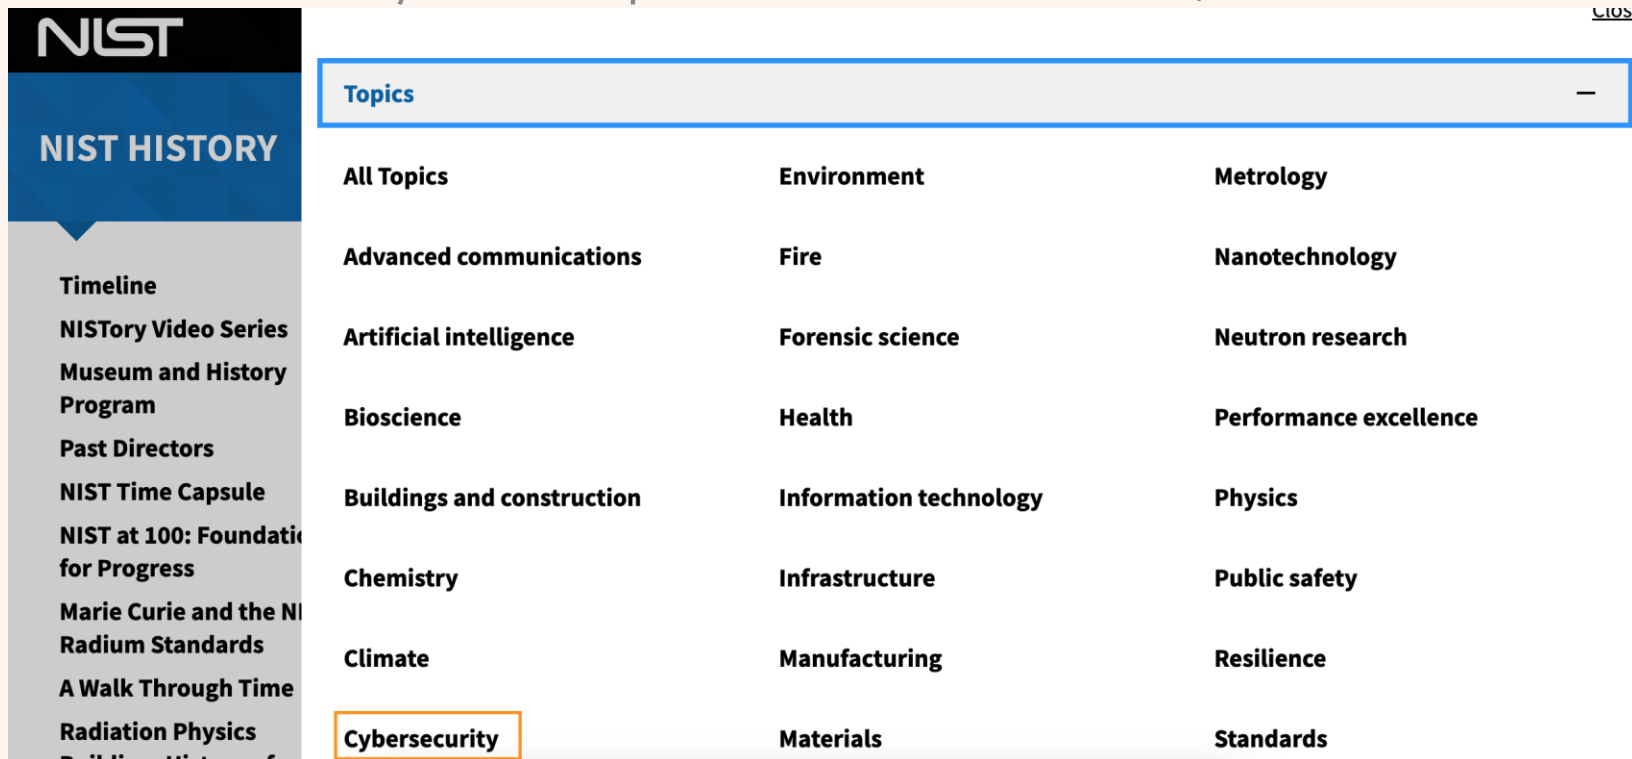 NIST
NIST HISTORY
Timeline
NISTory Video Series
Museum and History
Program
Past Directors
NIST Time Capsule
NIST at 100: Foundatio
for Progress
Marie Curie and the NI
Radium Standards
A Walk Through Time
Radiation Physics
Clos
Topics
All Topics
Environment
Metrology
Advanced communications
Fire
Nanotechnology
Artificial intelligence
Forensic science
Neutron research
Bioscience
Health
Performance excellence
Buildings and construction
Information technology
Physics
Chemistry
Infrastructure
Public safety
Climate
Manufacturing
Resilience
Cybersecurity
Materials
Standards